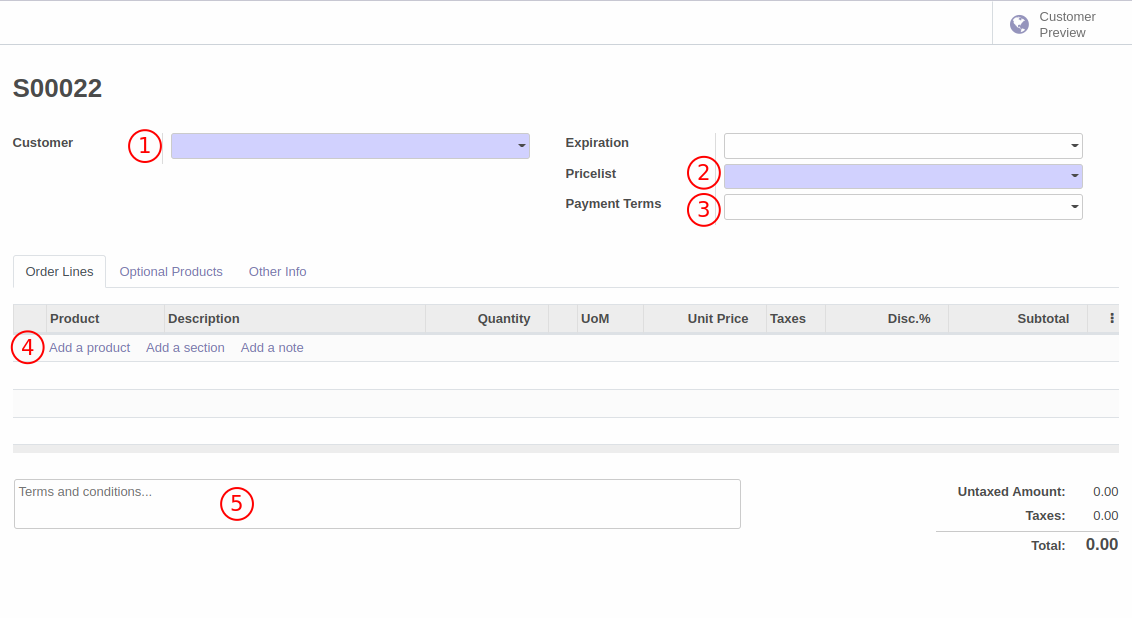 Customer
Preview
S00022
Customer 1
Expiration
Pricelist 2
Payment Terms 3
Order Lines Optional Products Other Info
Product Description Quantity UoM Unit Price Taxes Disc.% Subtotal
4 Add a product Add a section Add a note
Terms and conditions... 5
Untaxed Amount: 0.00
Taxes: 0.00
Total: 0.00